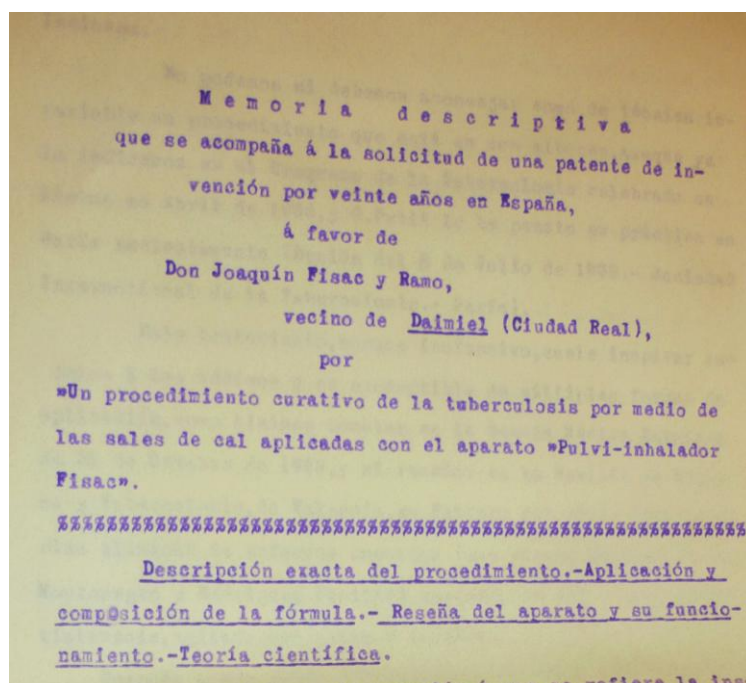 Memoria descriptiva
que se acompaña á la solicitud de una patente de in-
vención por veinte años en España,
á favor de
Don Joaquín Fisac y Ramo,
vecino de Daimiel (Ciudad Real),
por
»Un procedimiento curativo de la tuberculosis por medio de
las sales de cal aplicadas con el aparato »Pulvi-inhalador
Fisac».
%%%%%%%%%%%%%%%%%%%%%%%%%%%%%%%%%%%%%%%%%%%%%%%%%%%%%%%%%
Descripción exacta del procedimiento.-Aplicación y
composición de la fórmula.- Reseña del aparato y su funcio-
namiento.-Teoría científica.
refiere la